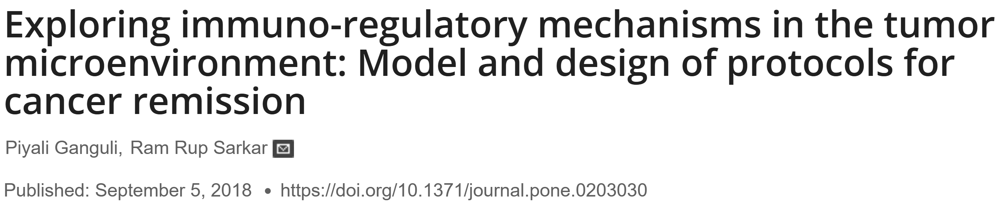 Exploring immuno-regulatory mechanisms in the tumor
microenvironment: Model and design of protocols for
cancer remission
Piyali Ganguli, Ram Rup Sarkar
Published: September 5, 2018 • https://doi.org/10.1371/journal.pone.0203030